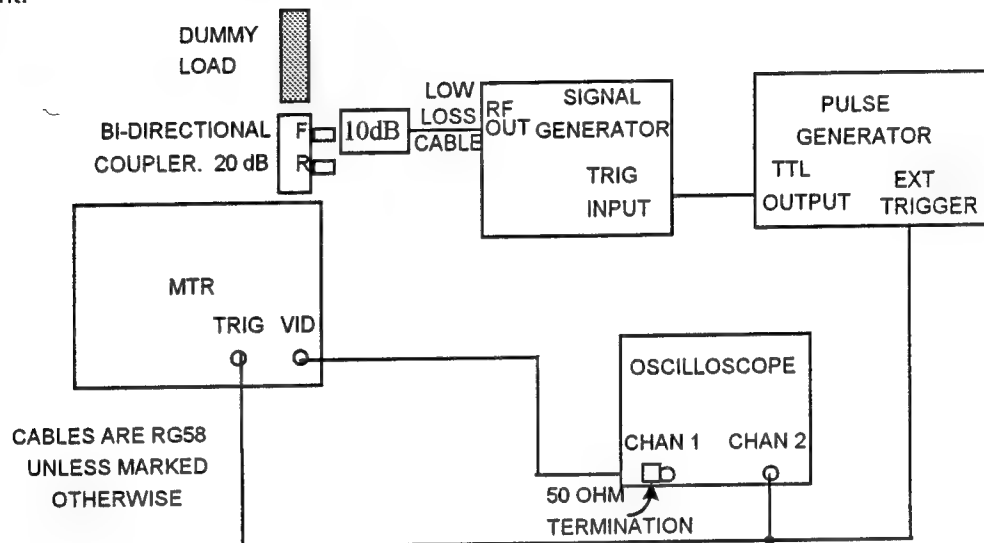 DUMMY
LOAD
BI-DIRECTIONAL
COUPLER. 20 dB
F
R
10dB
LOW
LOSS
CABLE
RF
OUT
SIGNAL
GENERATOR
TRIG
INPUT
PULSE
GENERATOR
TTL
OUTPUT
EXT
TRIGGER
MTR
TRIG
VID
OSCILLOSCOPE
CHAN 1
CHAN 2
50 OHM
TERMINATION
CABLES ARE RG58
UNLESS MARKED
OTHERWISE